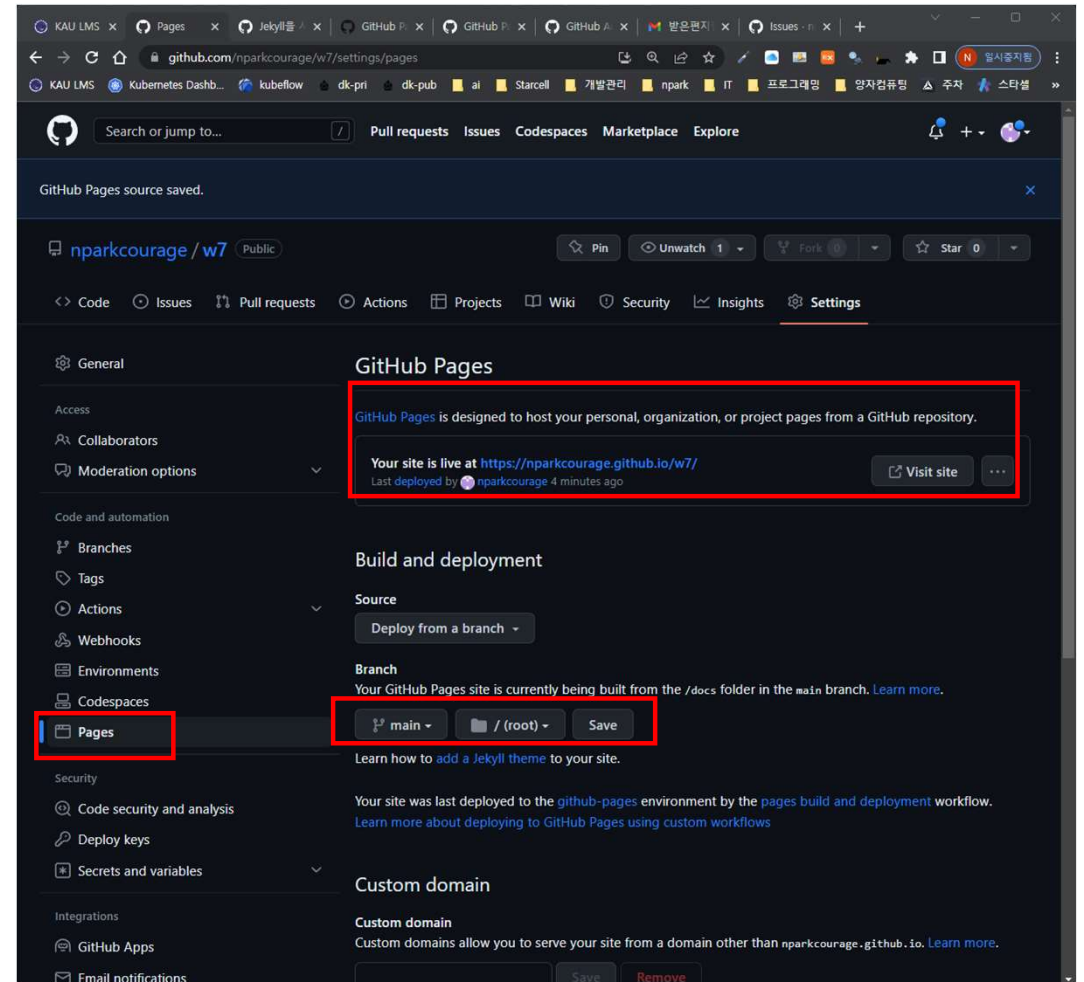 KAU LMS
Pages
Jekyll을
GitHub P
GitHub P
GitHub A
받은편지
Issues · n
github.com/nparkcourage/w7/settings/pages
N 일시중지됨
KAU LMS Kubernetes Dashb... kubeflow dk-pri dk-pub ai Starcell 개발관리 npark IT 프로그래밍 양자컴퓨팅 주차 스타셀 »
Search or jump to... /
Pull requests Issues Codespaces Marketplace Explore
GitHub Pages source saved.
nparkcourage / w7 Public
Pin Unwatch 1 Fork 0 Star 0
Code Issues Pull requests Actions Projects Wiki Security Insights Settings
General
Access
Collaborators
Moderation options
Code and automation
Branches
Tags
Actions
Webhooks
Environments
Codespaces
Pages
Security
Code security and analysis
Deploy keys
Secrets and variables
Integrations
GitHub Apps
Email notifications
GitHub Pages
GitHub Pages is designed to host your personal, organization, or project pages from a GitHub repository.
Your site is live at https://nparkcourage.github.io/w7/
Last deployed by nparkcourage 4 minutes ago
Visit site ...
Build and deployment
Source
Deploy from a branch
Branch
Your GitHub Pages site is currently being built from the /docs folder in the main branch. Learn more.
main / (root) Save
Learn how to add a Jekyll theme to your site.
Your site was last deployed to the github-pages environment by the pages build and deployment workflow.
Learn more about deploying to GitHub Pages using custom workflows
Custom domain
Custom domain
Custom domains allow you to serve your site from a domain other than nparkcourage.github.io. Learn more.
Save Remove